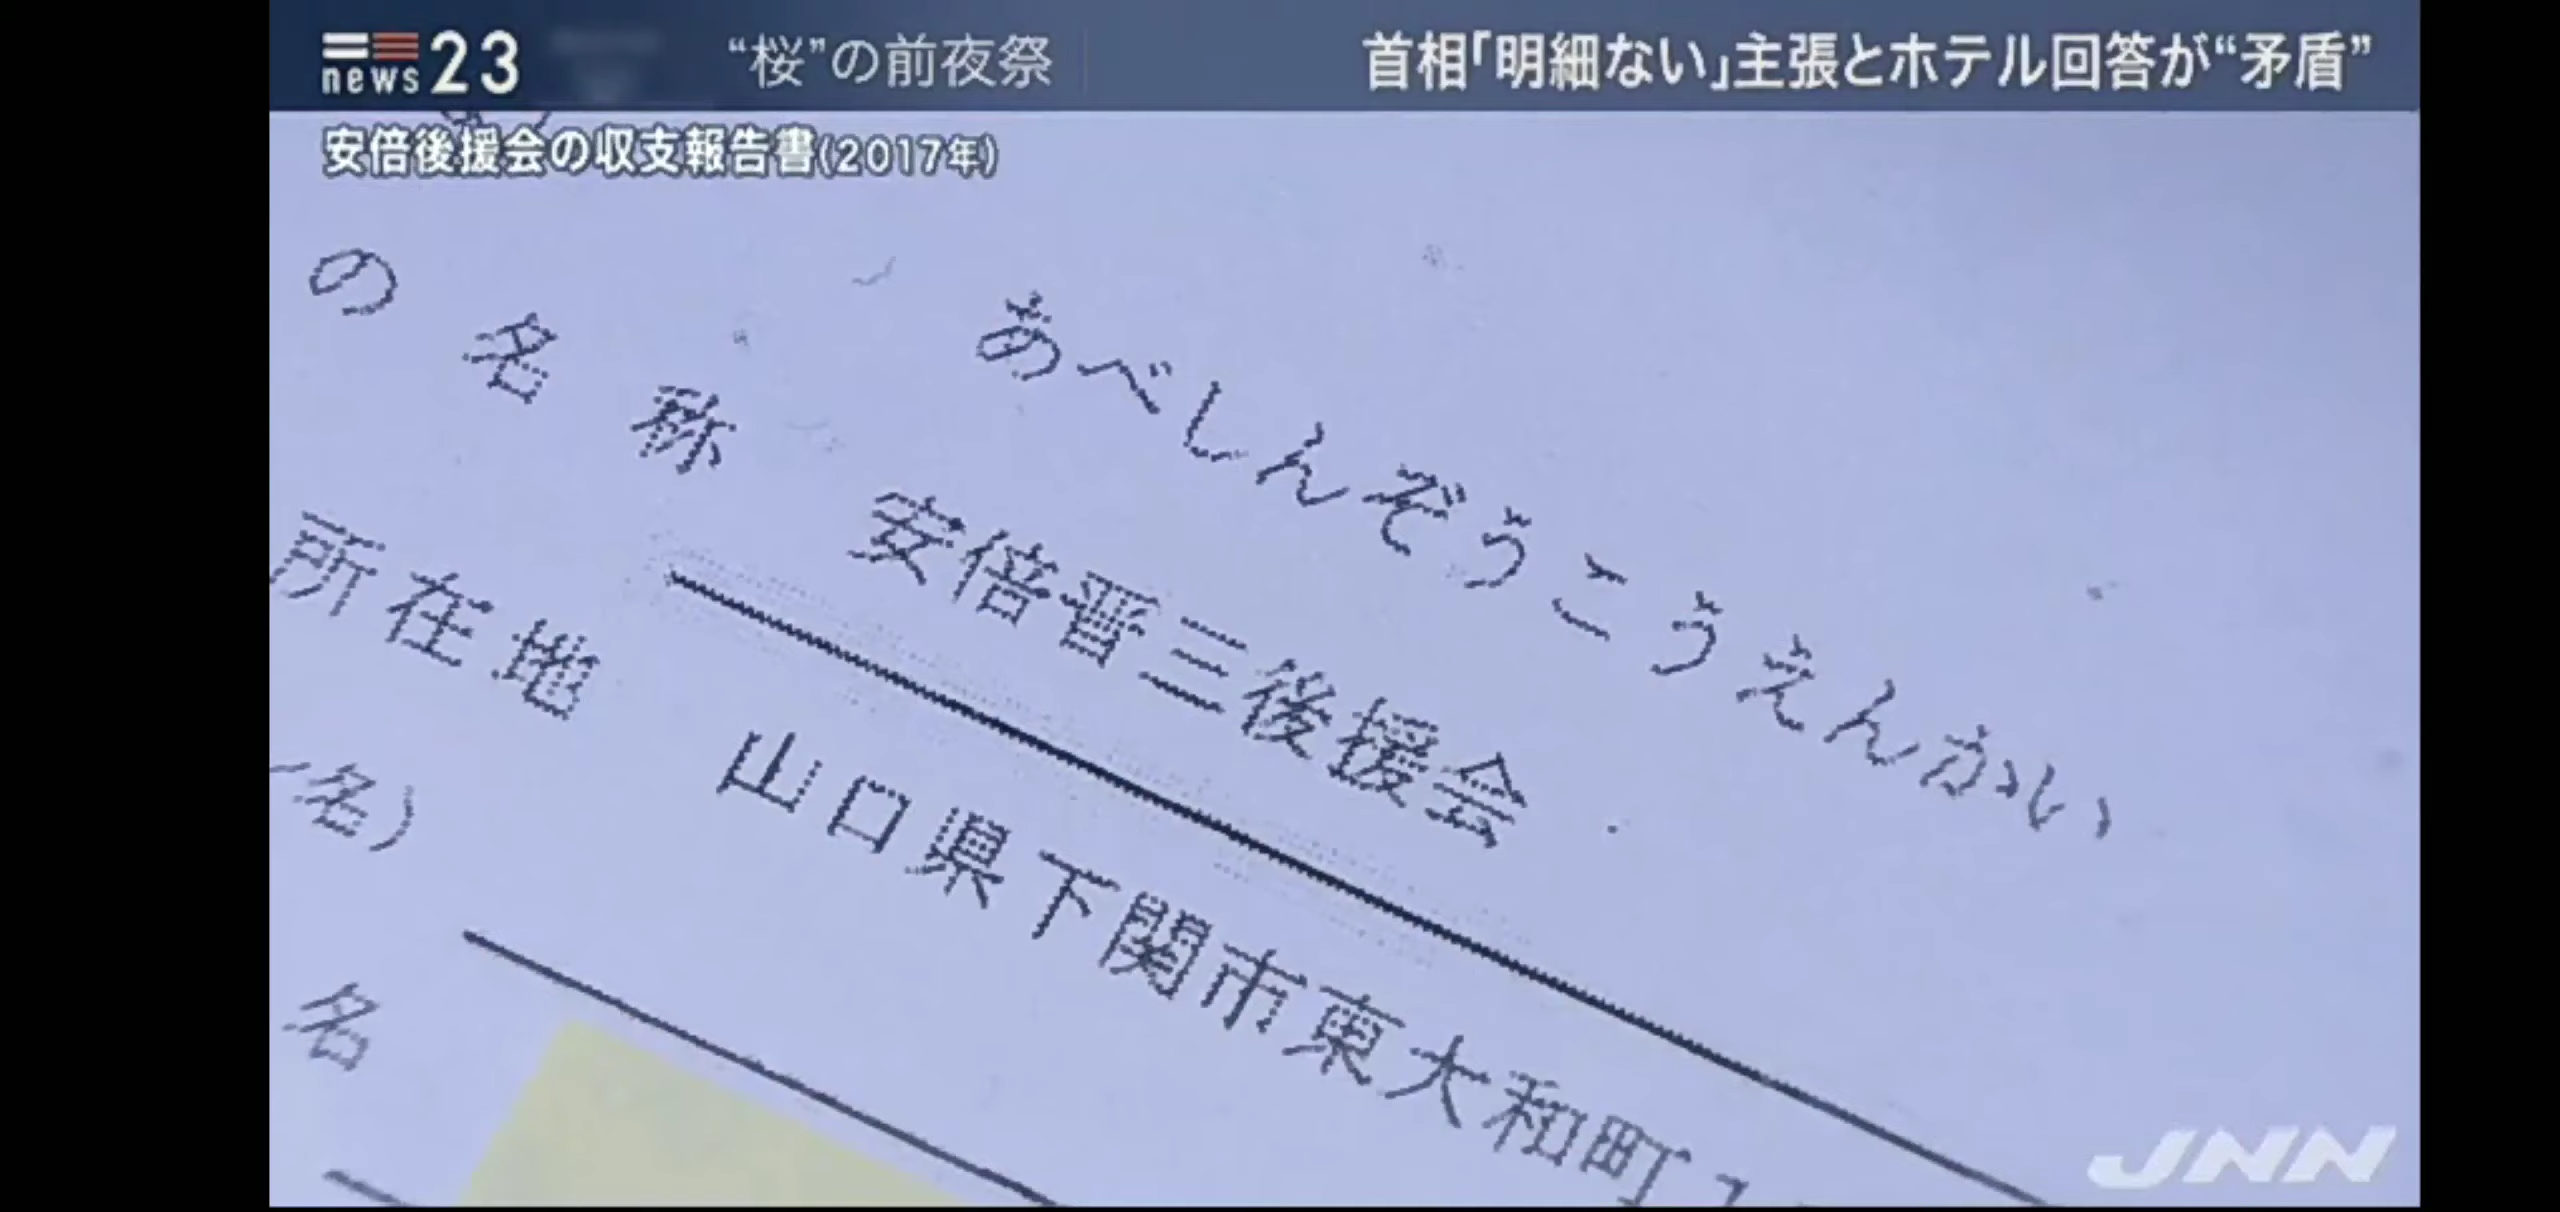 news23
“桜”の前夜祭
首相「明細ない」主張とホテル回答が“矛盾”
安倍後援会の収支報告書(2017年)
あべしんぞうこうえんかい
の名称 安倍晋三後援会
所在地 山口県下関市東大和町
名)
名
JNN